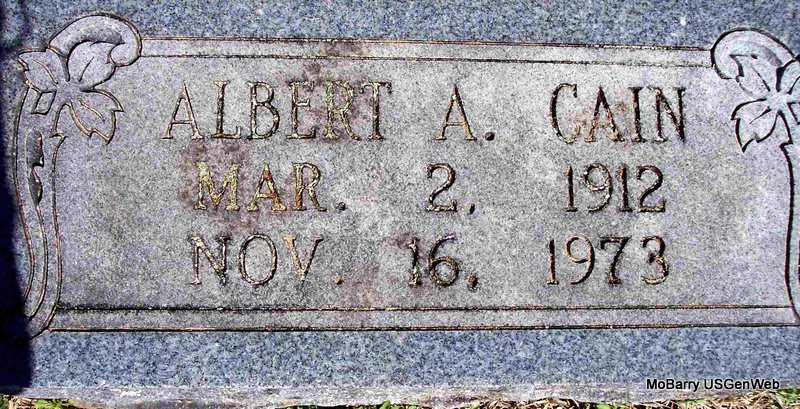 ALBERT A. CAIN
MAR. 2, 1912
NOV. 16, 1973
MoBarry USGenWeb